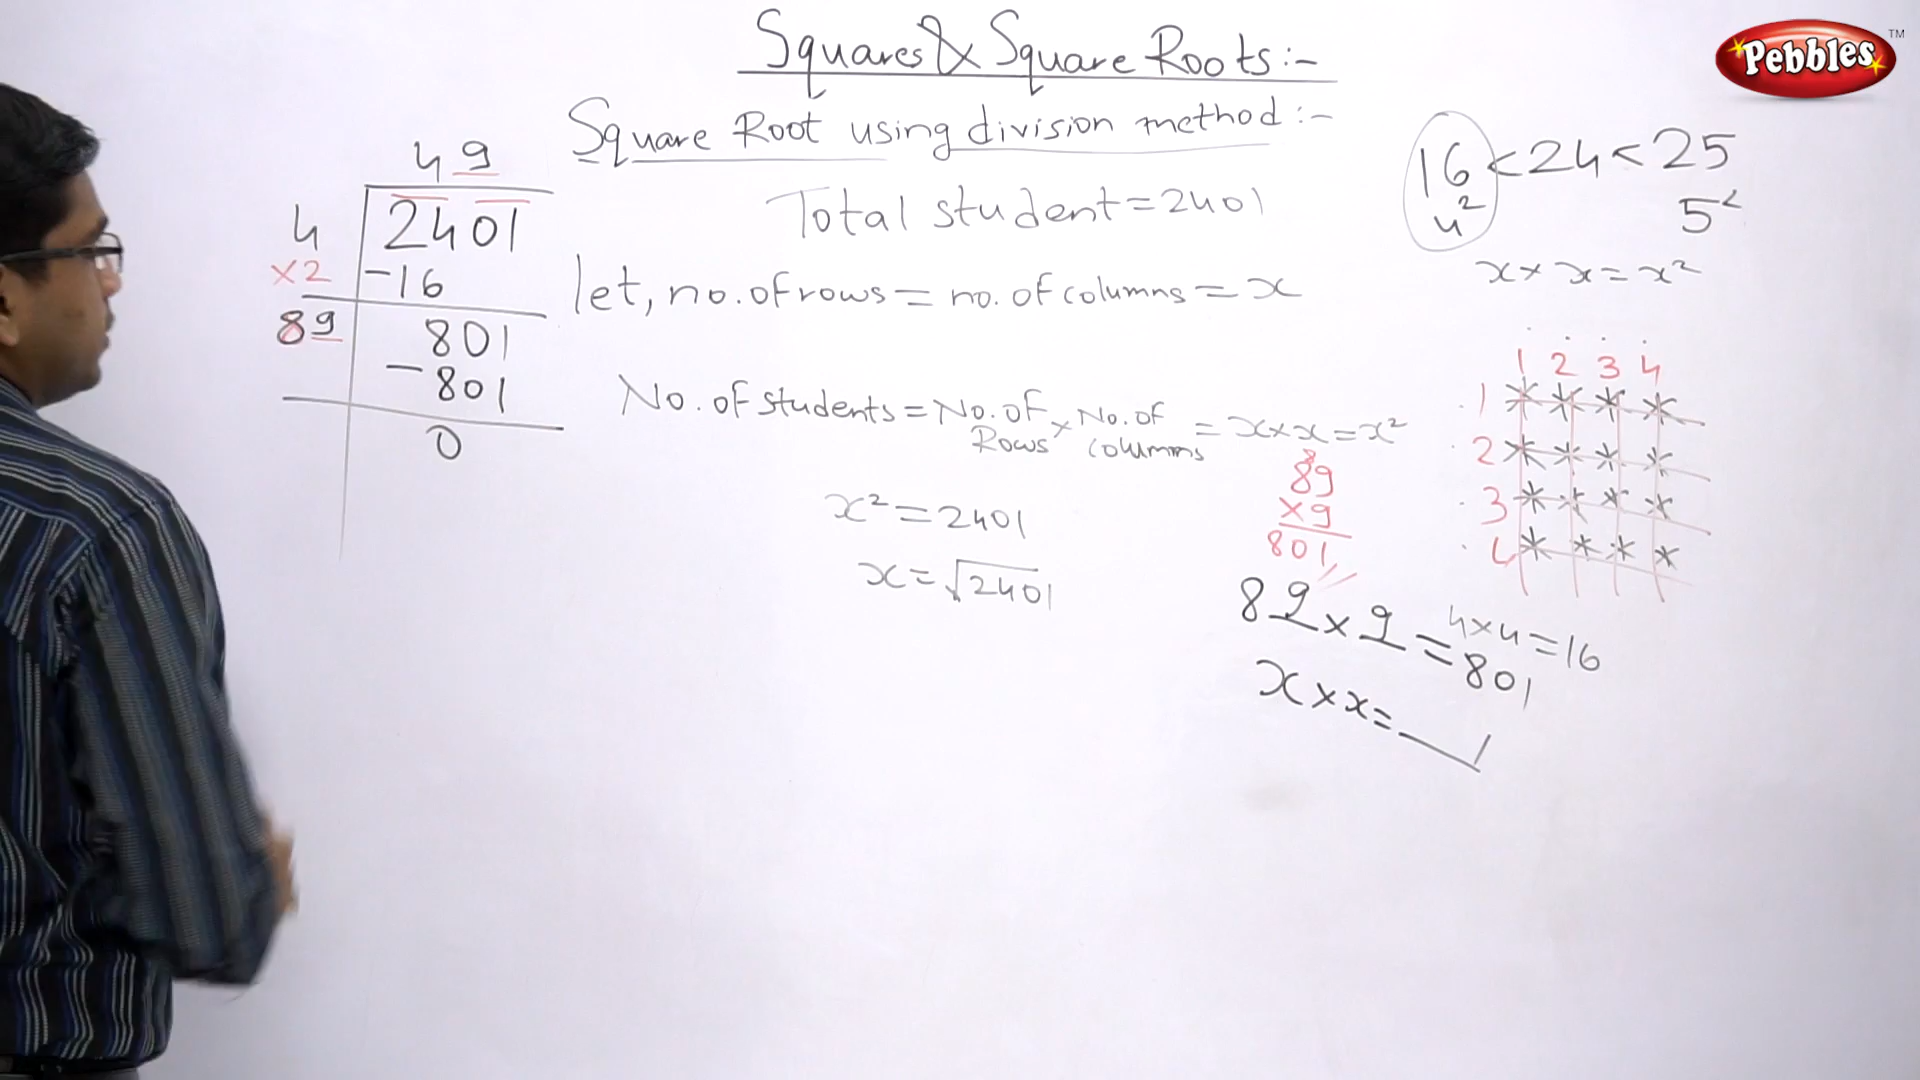 Squares & Square Roots:-
Pebbles TM
Square Root using division method:-
49
4 2401
×2 -16
89 801
-801
0
Total student=2401
let, no.of rows = no. of columns = x
No. of students = No. of Rows × No. of columns = x×x=x²
x²=2401
x=√2401
16<24<25
4² 5²
x×x=x²
1 2 3 4
1 * * * *
2 * * * *
3 * * * *
4 * * * *
8
89
×9
801
4×4=16
89×9=801
x×x=